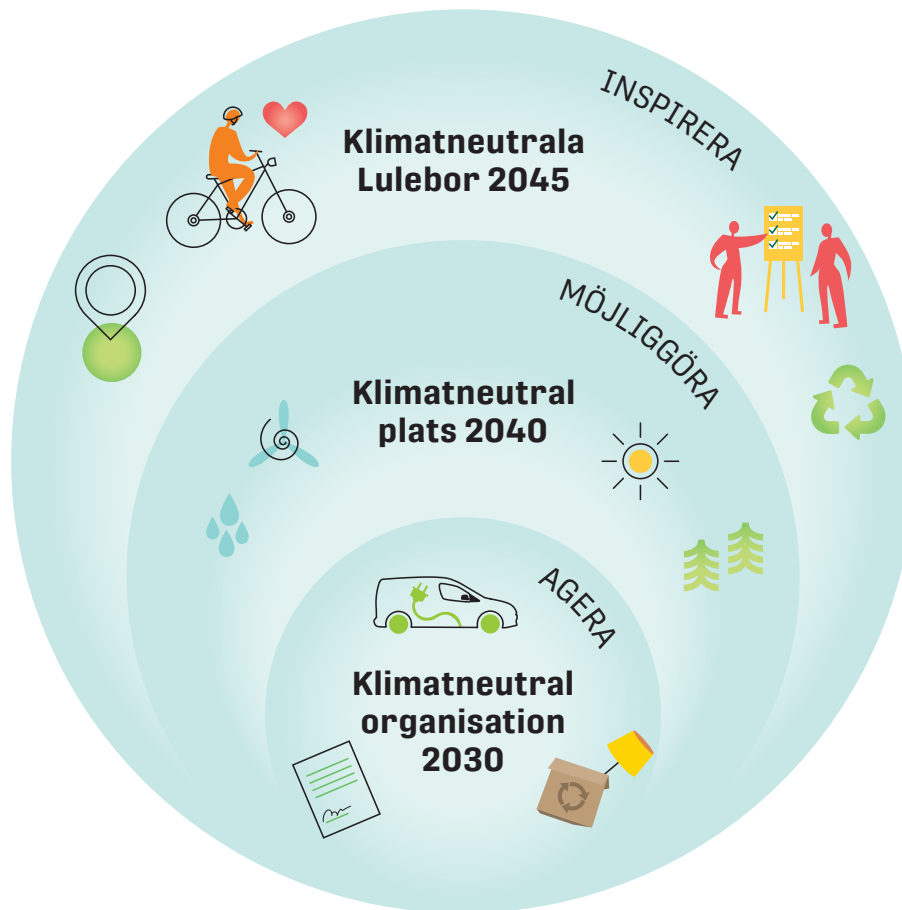 INSPIRERA
Klimatneutrala
Lulebor 2045
MÖJLIGGÖRA
Klimatneutral
plats 2040
AGERA
Klimatneutral
organisation
2030